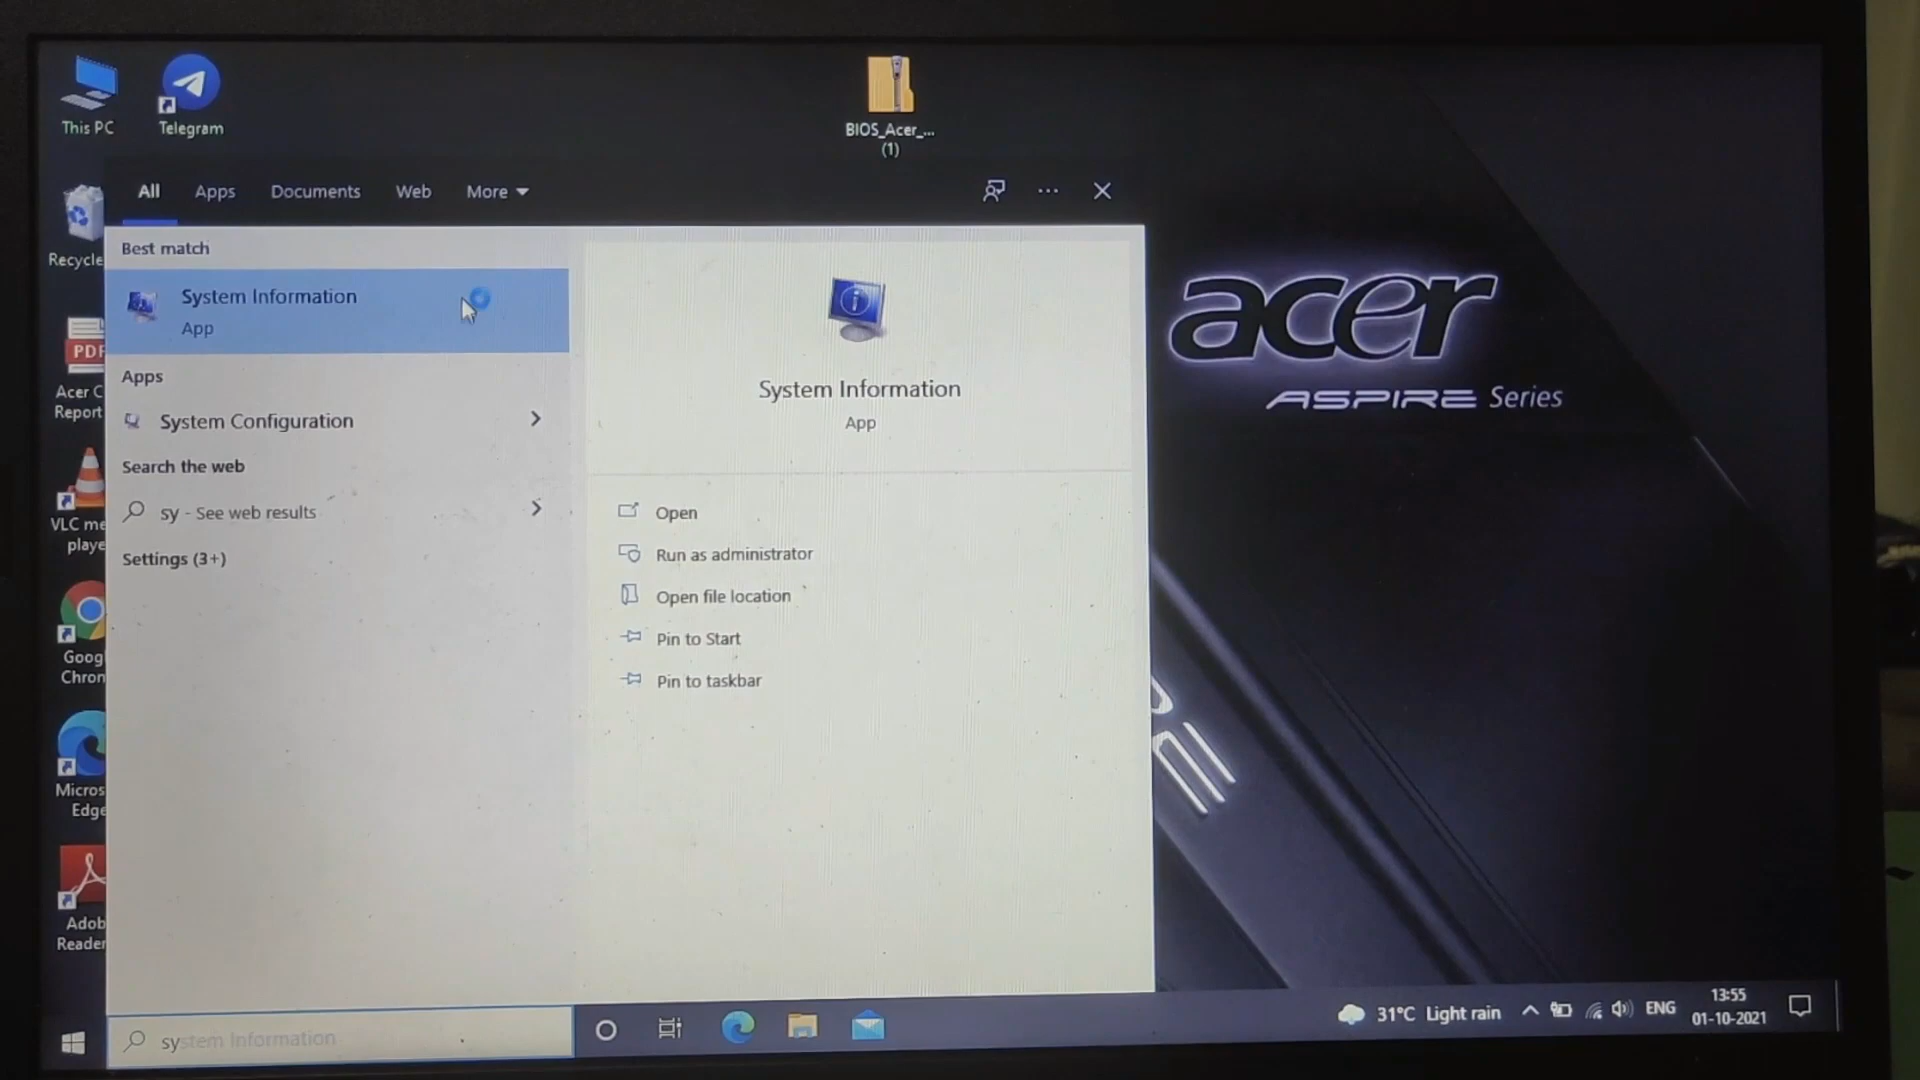 This PC
Telegram
BIOS_Acer_...
(1)
All
Apps
Documents
Web
More
Recycle
Best match
System Information
App
Apps
System Configuration
Search the web
sy - See web results
Settings (3+)
System Information
App
Open
Run as administrator
Open file location
Pin to Start
Pin to taskbar
acer
ASPIRE Series
PDF
Acer C
Report
VLC me
playe
Goog
Chron
Micros
Edge
Adob
Reader
system Information
31°C Light rain
ENG
13:55
01-10-2021